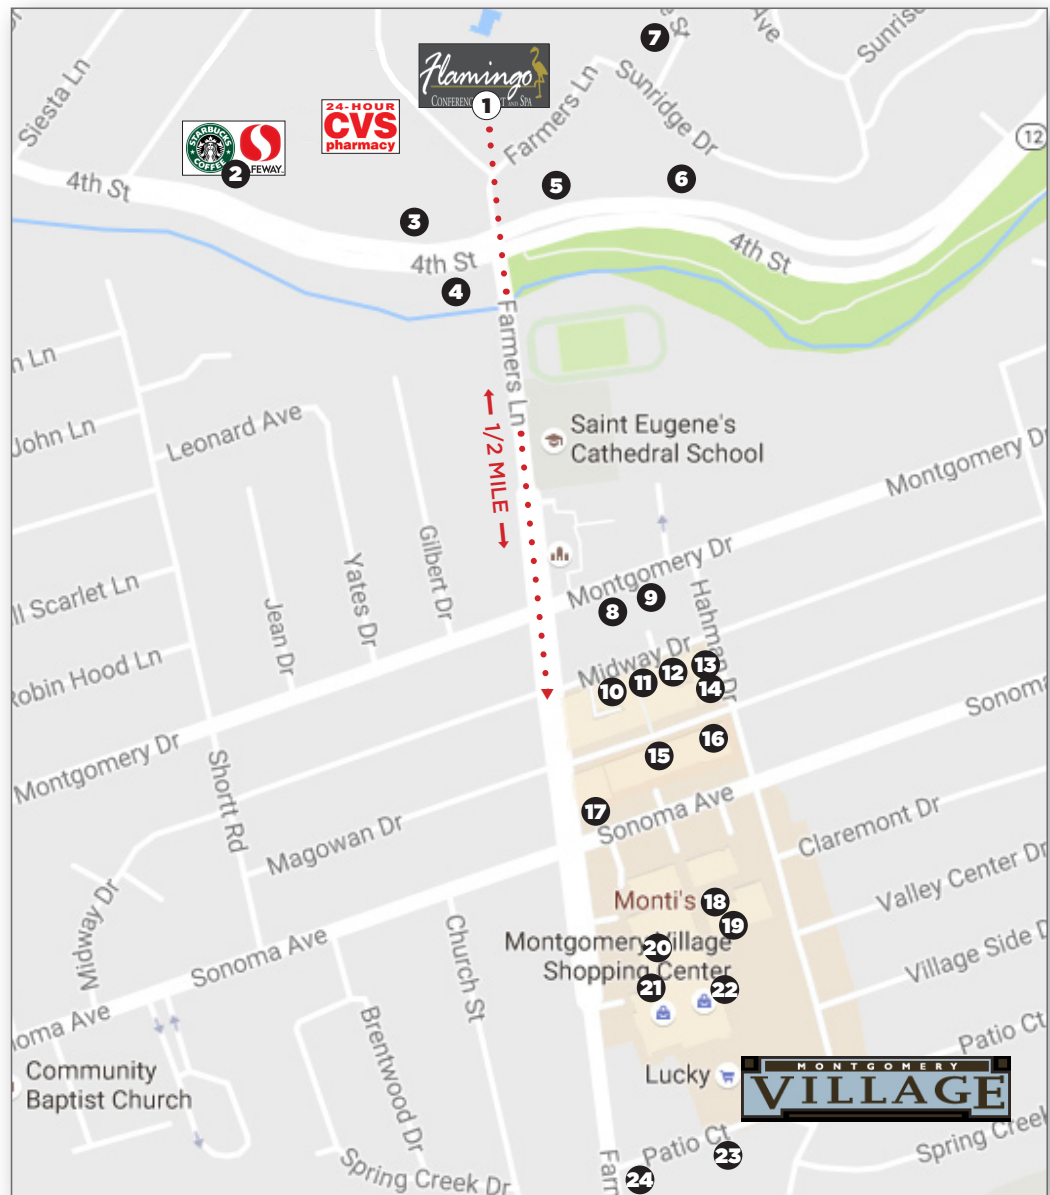 7
Ave
Sunrise
Siesta Ln
Flamingo
1
Farmers Ln
Sunridge Dr
24-HOUR
CVS
pharmacy
STARBUCKS
COFFEE
FEWAY
2
12
4th St
5
6
3
4th St
4th St
4
Farmers Ln
n Ln
John Ln
Leonard Ave
1/2 MILE
Saint Eugene's
Cathedral School
Montgomery Dr
Gilbert Dr
Yates Dr
Jean Dr
ll Scarlet Ln
Robin Hood Ln
Montgomery Dr
Hahman Dr
8
9
Midway Dr
10
11
12
13
14
Sonoma
Montgomery Dr
Shortt Rd
15
16
17
Sonoma Ave
Magowan Dr
Claremont Dr
Valley Center Dr
Midway Dr
Monti's
18
19
Montgomery Village
Shopping Center
20
21
22
Church St
Sonoma Ave
Village Side D
oma Ave
Brentwood Dr
Patio Ct
Community
Baptist Church
Lucky
MONTGOMERY
VILLAGE
Patio Ct
23
Spring Creek
Spring Creek Dr
Farm
24